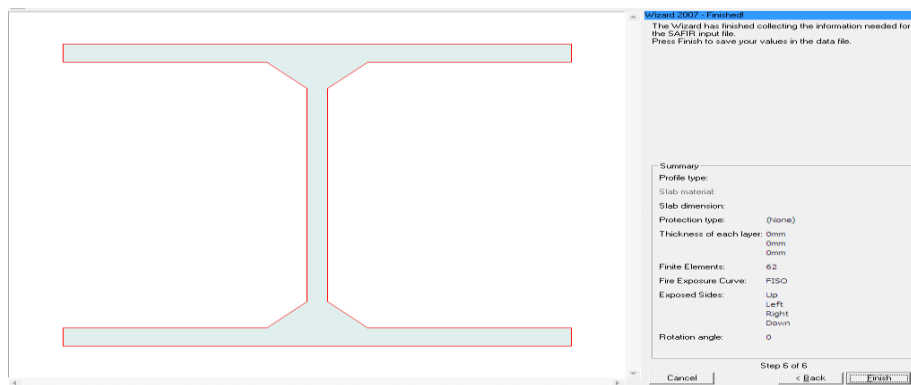 Wizard 2007 - Finished!
The Wizard has finished collecting the information needed for
the SAFIR input file.
Press Finish to save your values in the data file.
Summary
Profile type:
Slab material:
Slab dimension:
Protection type: (None)
Thickness of each layer: 0mm
0mm
0mm
Finite Elements: 62
Fire Exposure Curve: FISO
Exposed Sides: Up
Left
Right
Down
Rotation angle: 0
Step 6 of 6
Cancel < Back Finish